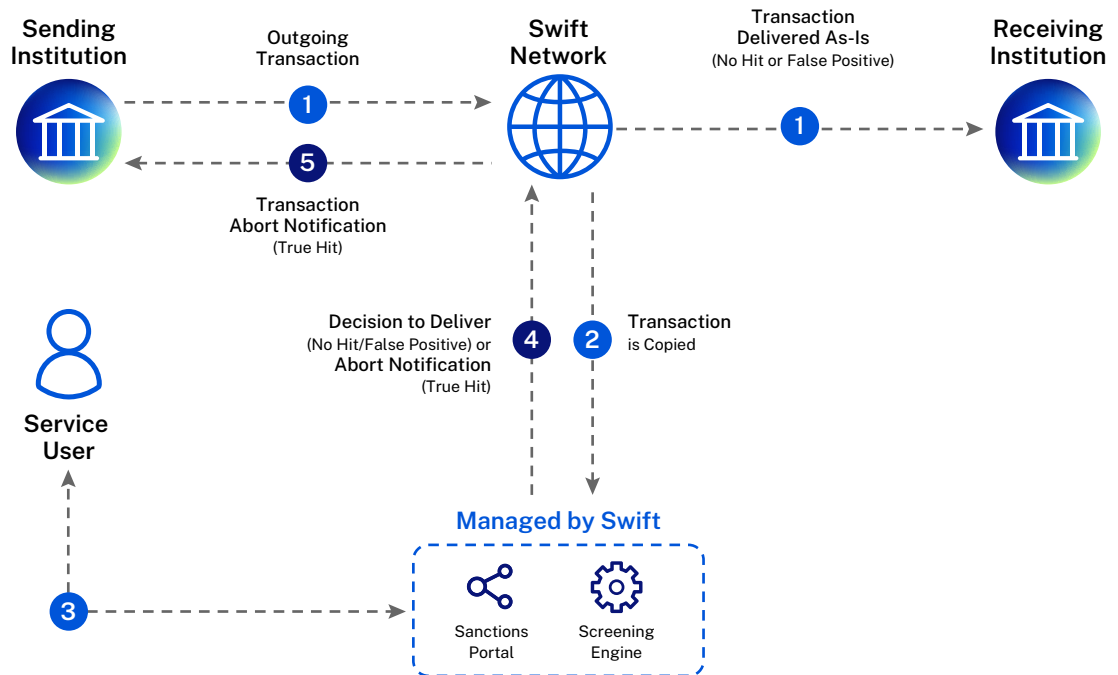 Sending
Institution
Outgoing
Transaction
1
5
Transaction
Abort Notification
(True Hit)
Swift
Network
Transaction
Delivered As-Is
(No Hit or False Positive)
1
Receiving
Institution
Decision to Deliver
(No Hit/False Positive) or
Abort Notification
(True Hit)
4
2
Transaction
is Copied
Service
User
3
Managed by Swift
Sanctions
Portal
Screening
Engine